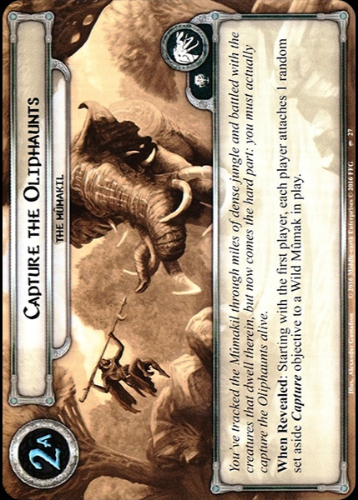 2A
CAPTURE THE OLIPHAUNTS
THE MÛMAKIL
You've tracked the Mûmakil through miles of dense jungle and battled with the
creatures that dwell therein, but now comes the hard part: you must actually
capture the Oliphaunts alive.
When Revealed: Starting with the first player, each player attaches 1 random
set aside Capture objective to a Wild Mûmak in play.
Illus. Alexandr Gustafson © 2016 Middle-earth Enterprises © 2016 FFG 27